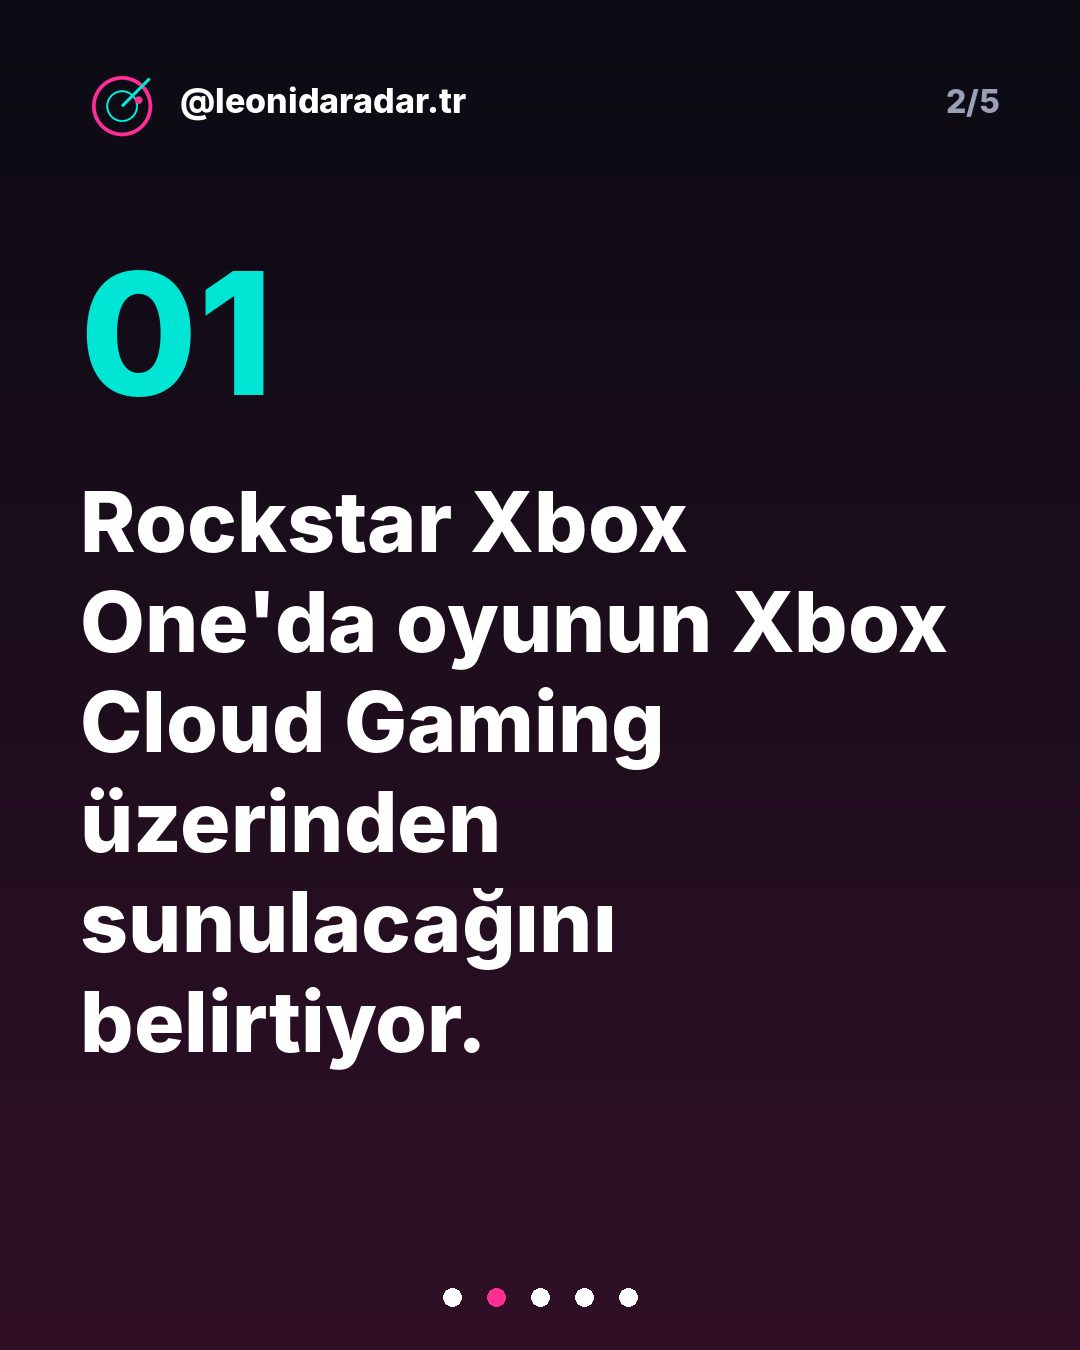 @leonidaradar.tr
2/5
01
Rockstar Xbox
One'da oyunun Xbox
Cloud Gaming
üzerinden
sunulacağını
belirtiyor.